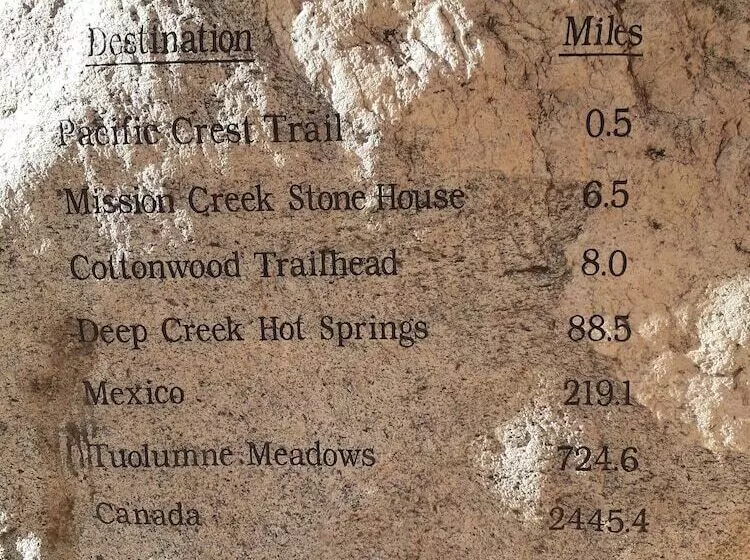 Destination Miles
Pacific Crest Trail 0.5
Mission Creek Stone House 6.5
Cottonwood Trailhead 8.0
Deep Creek Hot Springs 88.5
Mexico 219.1
Tuolumne Meadows 724.6
Canada 2445.4